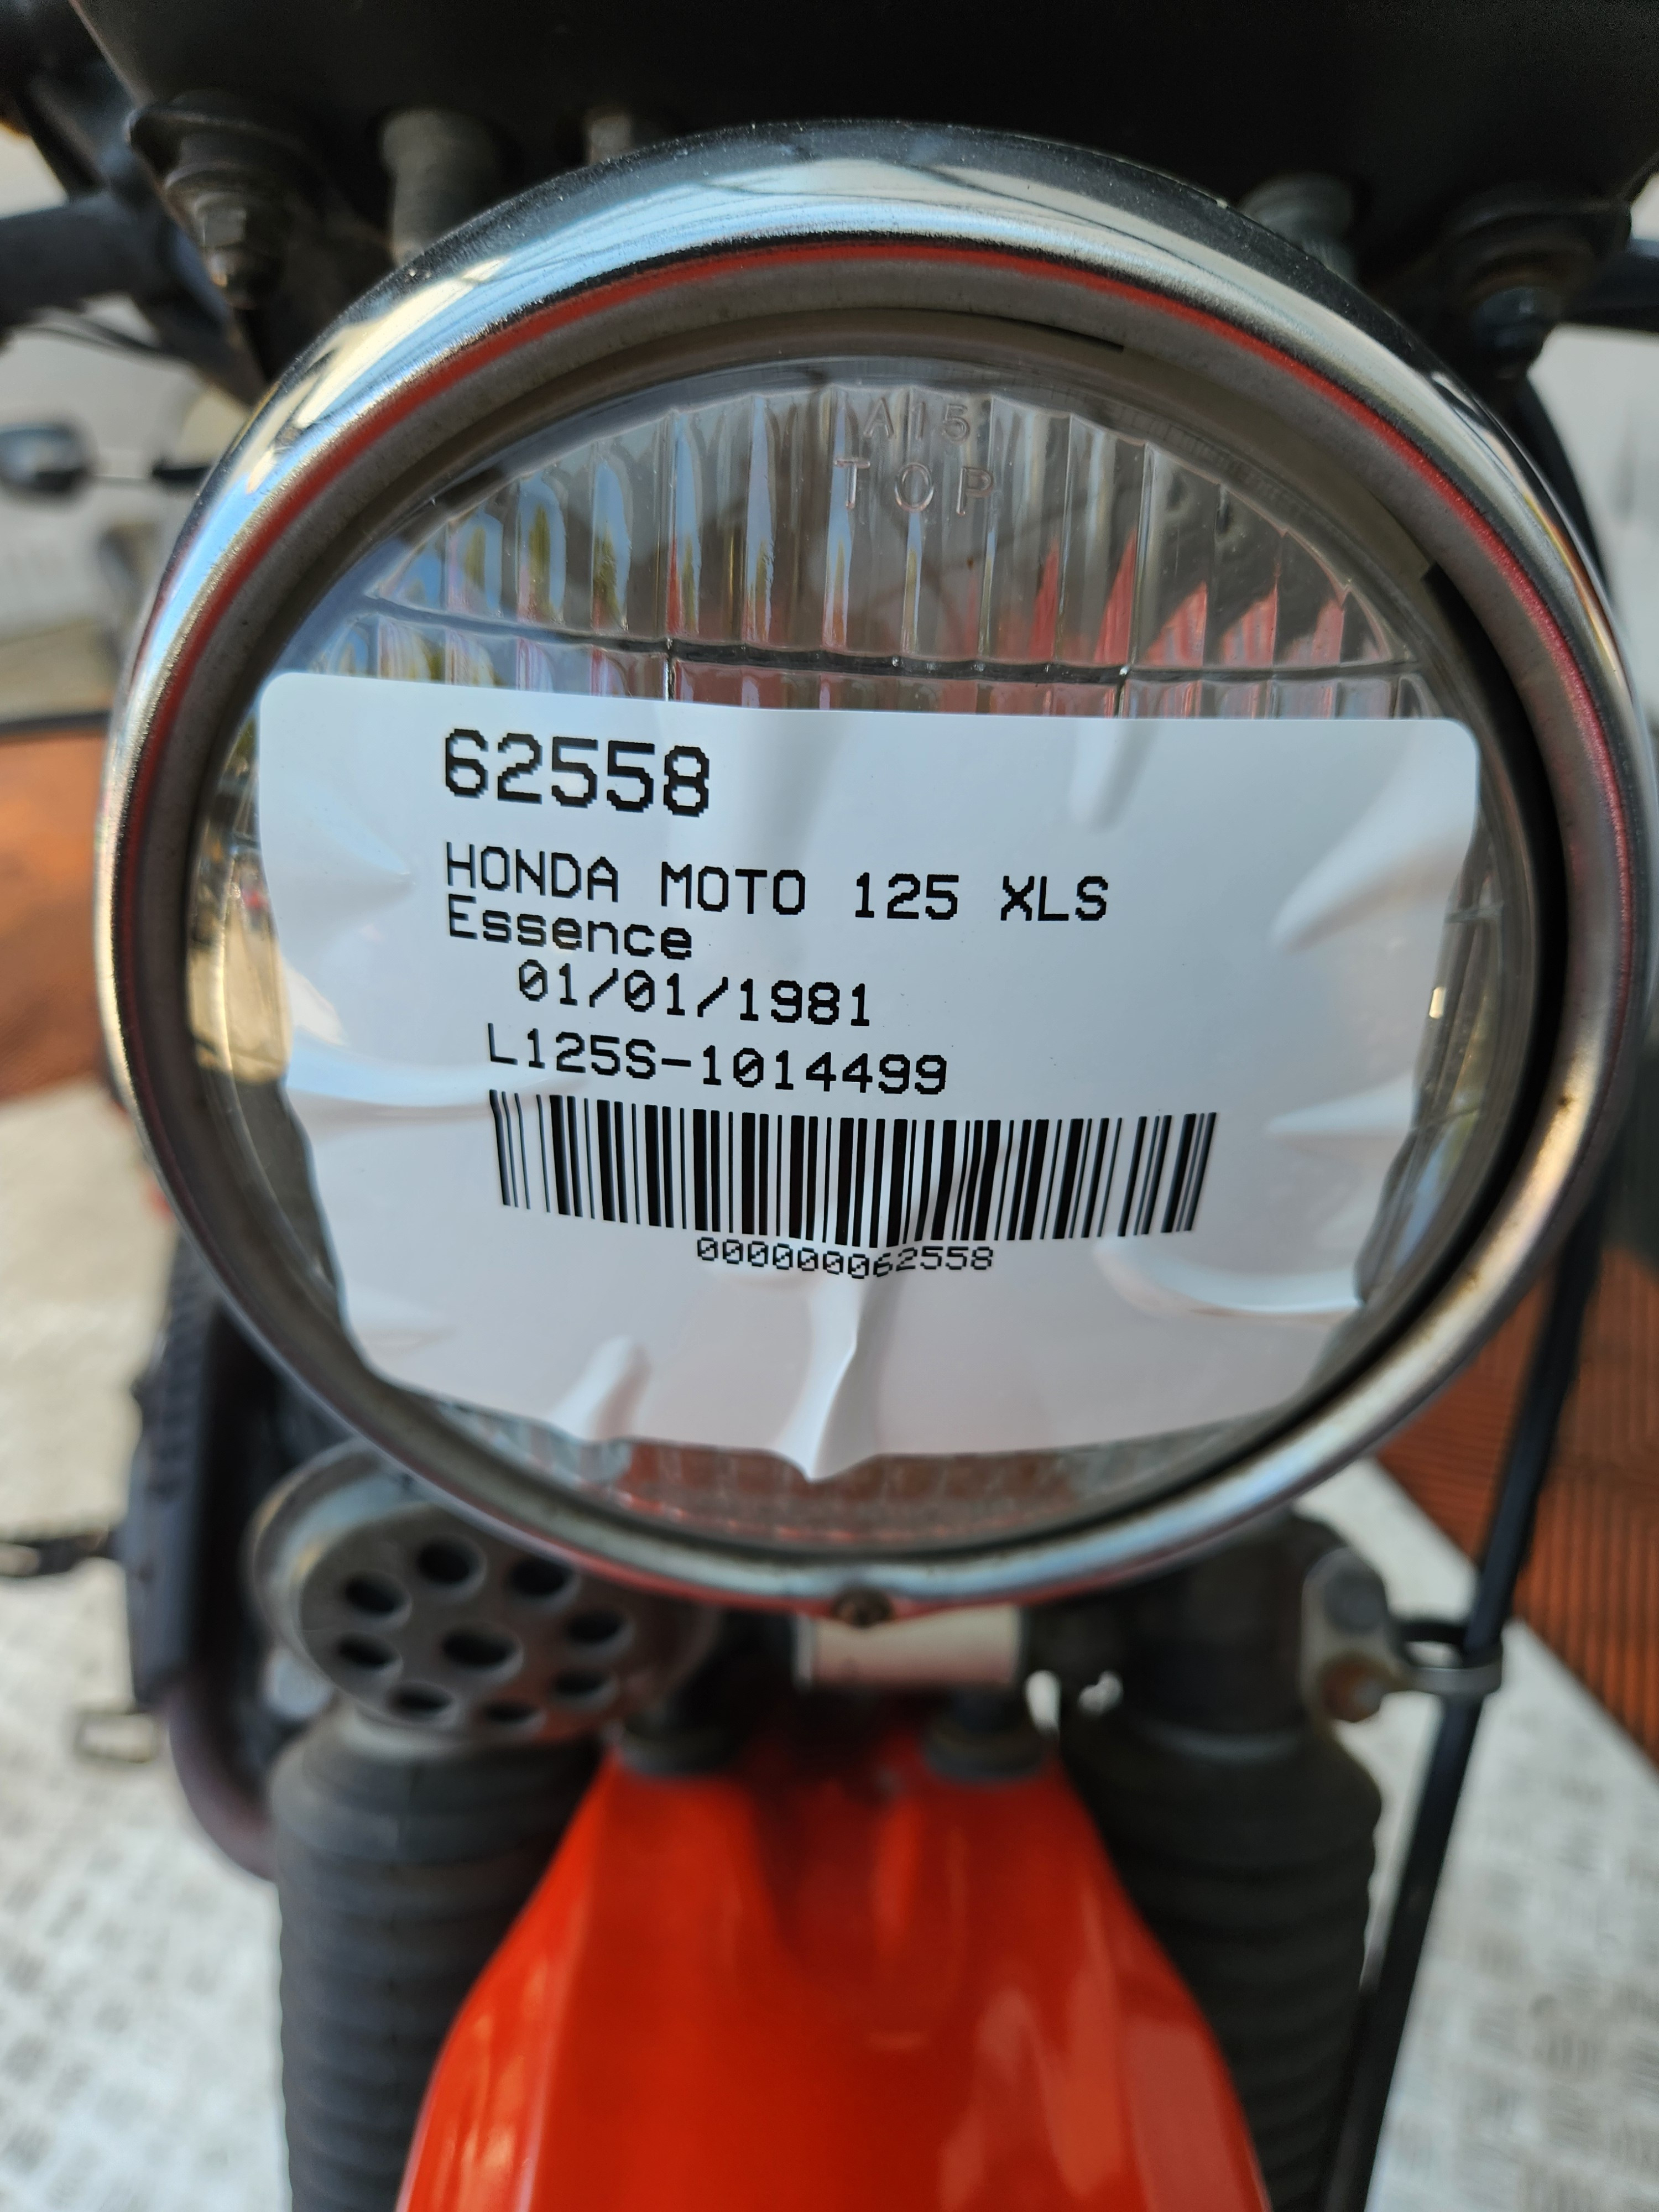 A15
TOP
62558
HONDA MOTO 125 XLS
Essence
01/01/1981
L125S-1014499
000000062558